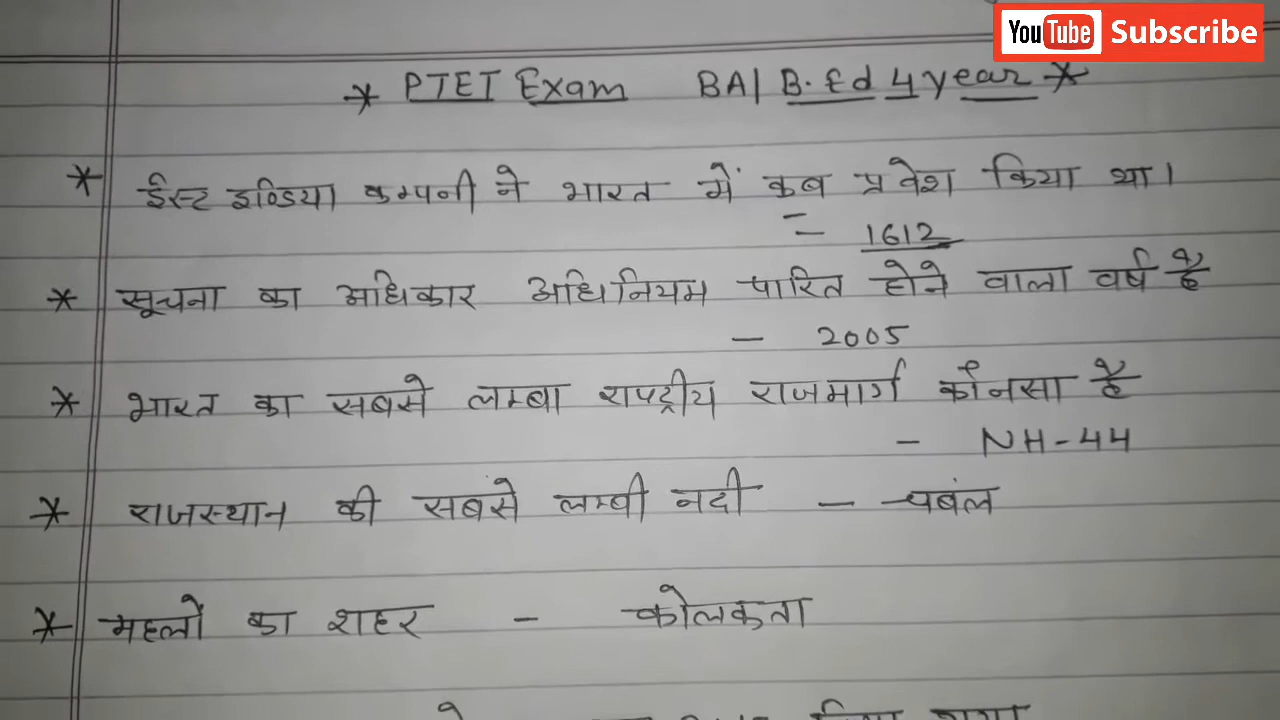 YouTube Subscribe
* PTET Exam BA/B.Ed 4 year *
* ईस्ट इण्डिया कम्पनी ने भारत में कब प्रवेश किया था।
= 1612
* सूचना का अधिकार अधिनियम पारित होने वाला वर्ष है
- 2005
* भारत का सबसे लम्बा राष्ट्रीय राजमार्ग कौनसा है
- NH-44
* राजस्थान की सबसे लम्बी नदी - चबंल
* महलों का शहर - कोलकता